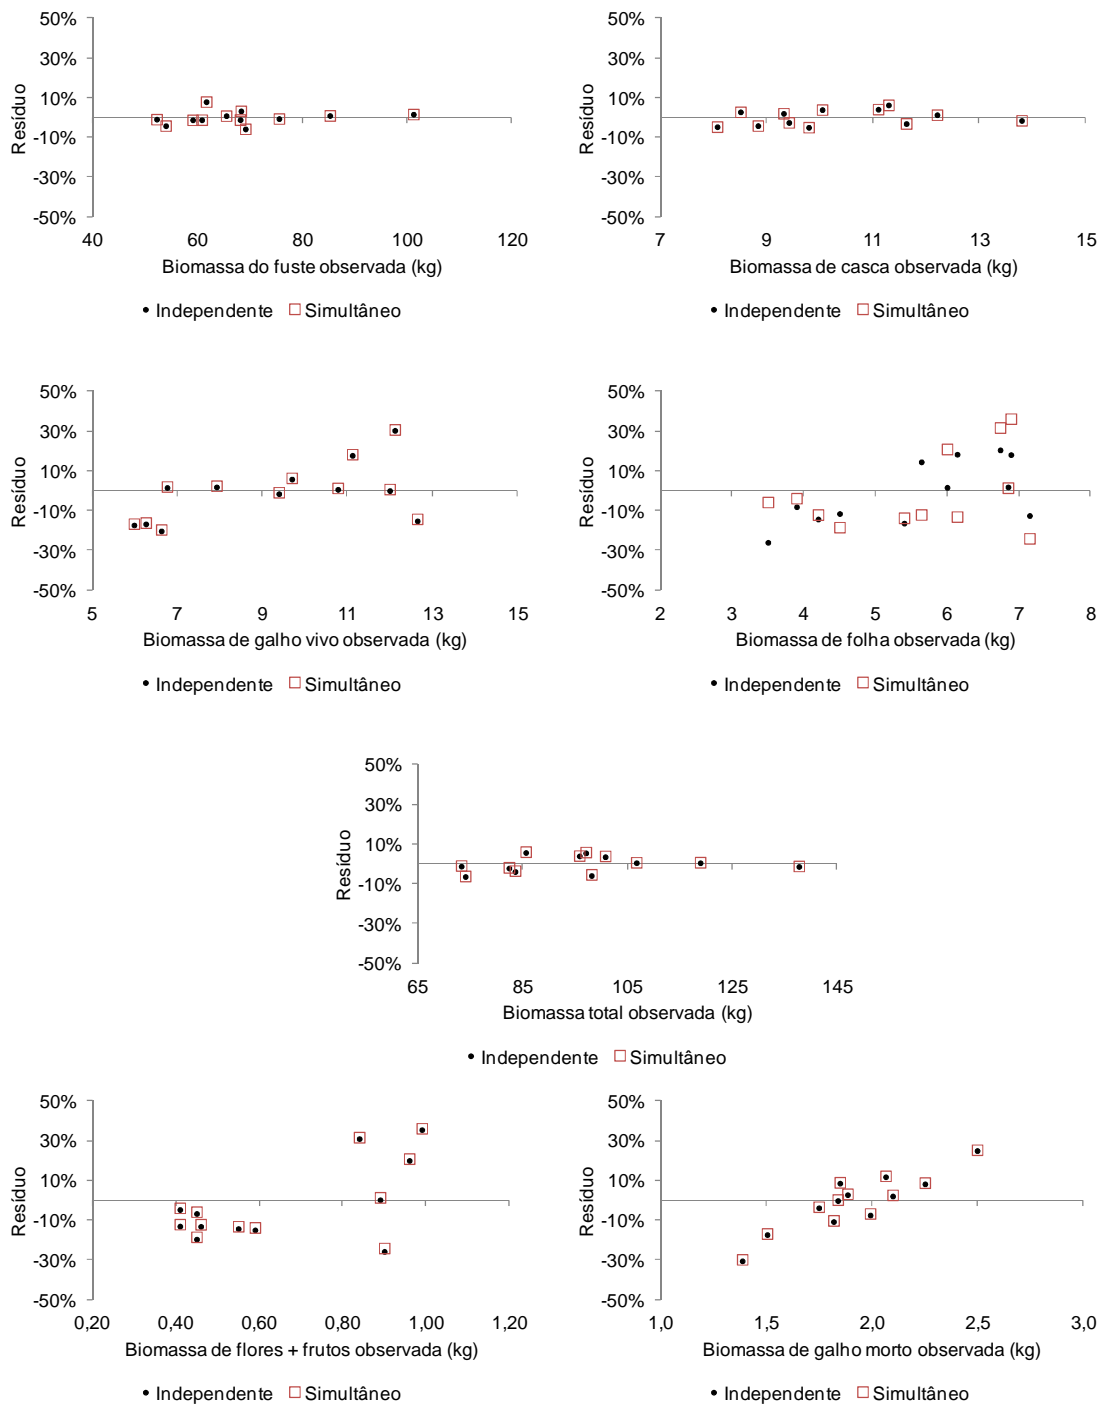 50%
30%
10%
-10%
-30%
-50%
Resíduo
40 60 80 100 120
Biomassa do fuste observada (kg)
Independente Simultâneo
50%
30%
10%
-10%
-30%
-50%
Resíduo
7 9 11 13 15
Biomassa de casca observada (kg)
Independente Simultâneo
50%
30%
10%
-10%
-30%
-50%
Resíduo
5 7 9 11 13 15
Biomassa de galho vivo observada (kg)
Independente Simultâneo
50%
30%
10%
-10%
-30%
-50%
Resíduo
2 3 4 5 6 7 8
Biomassa de folha observada (kg)
Independente Simultâneo
50%
30%
10%
-10%
-30%
-50%
Resíduo
65 85 105 125 145
Biomassa total observada (kg)
Independente Simultâneo
50%
30%
10%
-10%
-30%
-50%
Resíduo
0,20 0,40 0,60 0,80 1,00 1,20
Biomassa de flores + frutos observada (kg)
Independente Simultâneo
50%
30%
10%
-10%
-30%
-50%
Resíduo
1,0 1,5 2,0 2,5 3,0
Biomassa de galho morto observada (kg)
Independente Simultâneo